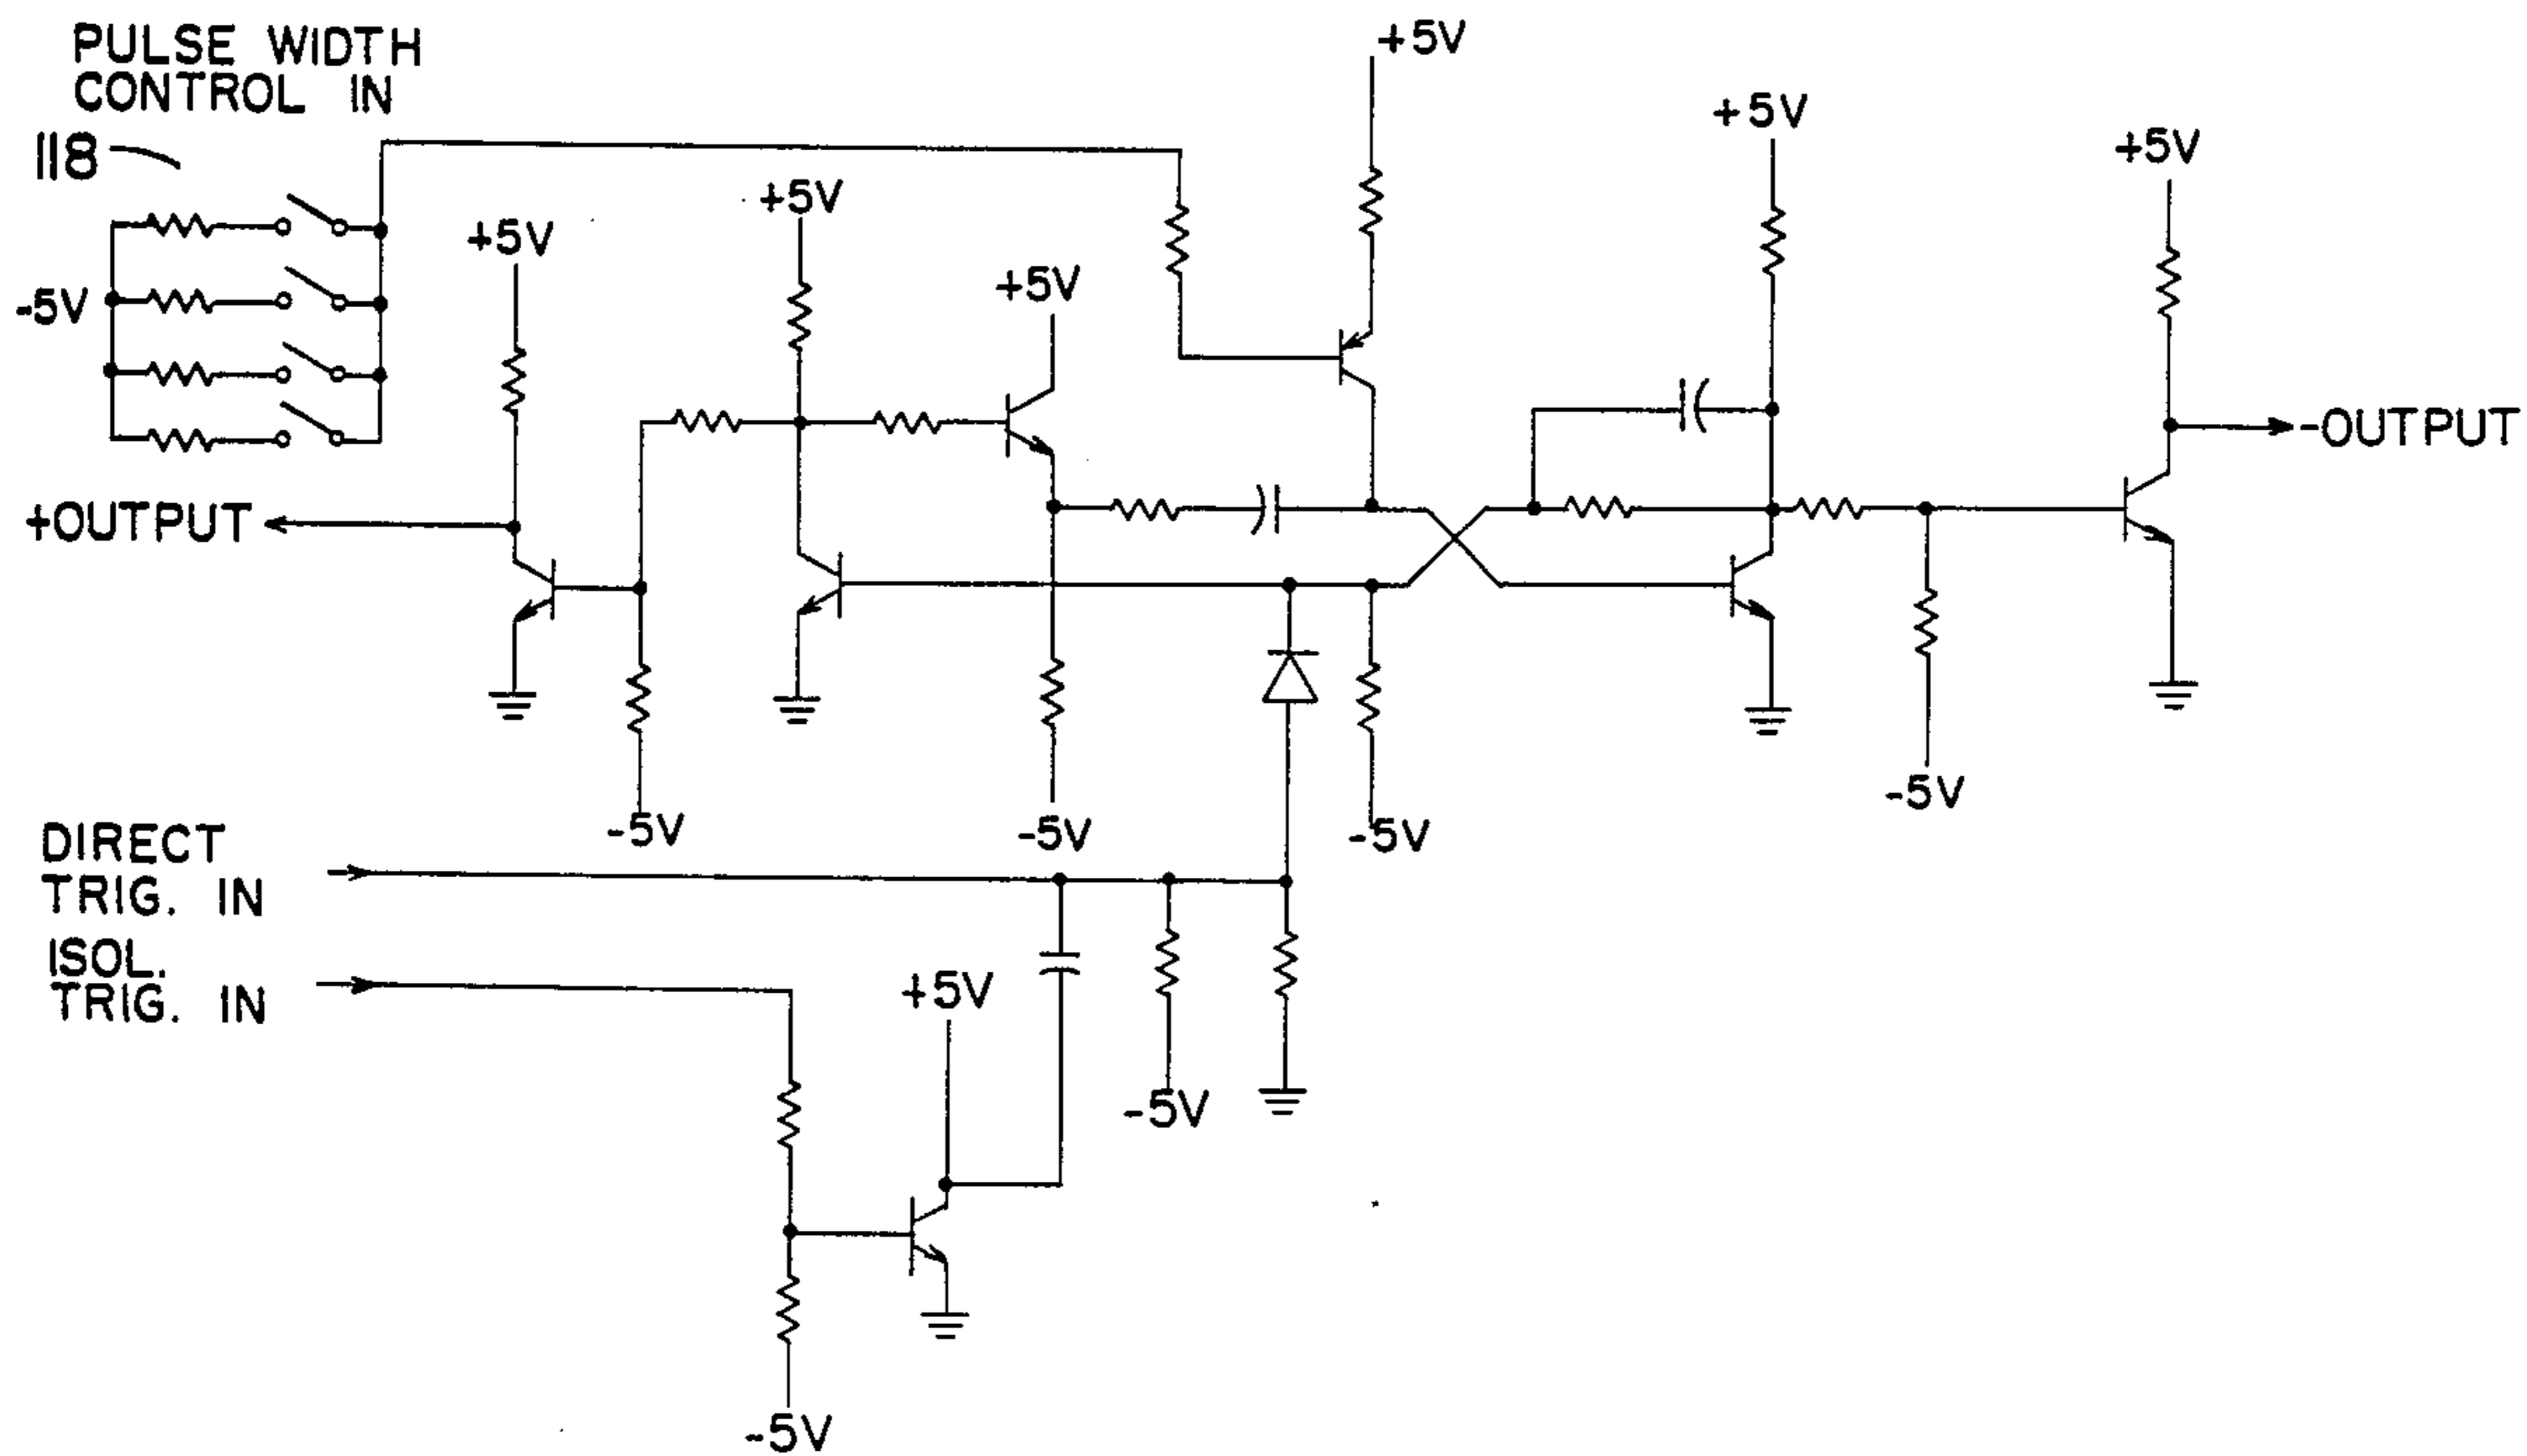 PULSE WIDTH
CONTROL IN
118
+5V
+5V
+5V
+5V
+5V
+5V
-5V
+5V
-OUTPUT
+OUTPUT
-5V
-5V
-5V
-5V
DIRECT
TRIG. IN
ISOL.
TRIG. IN
+5V
-5V
-5V